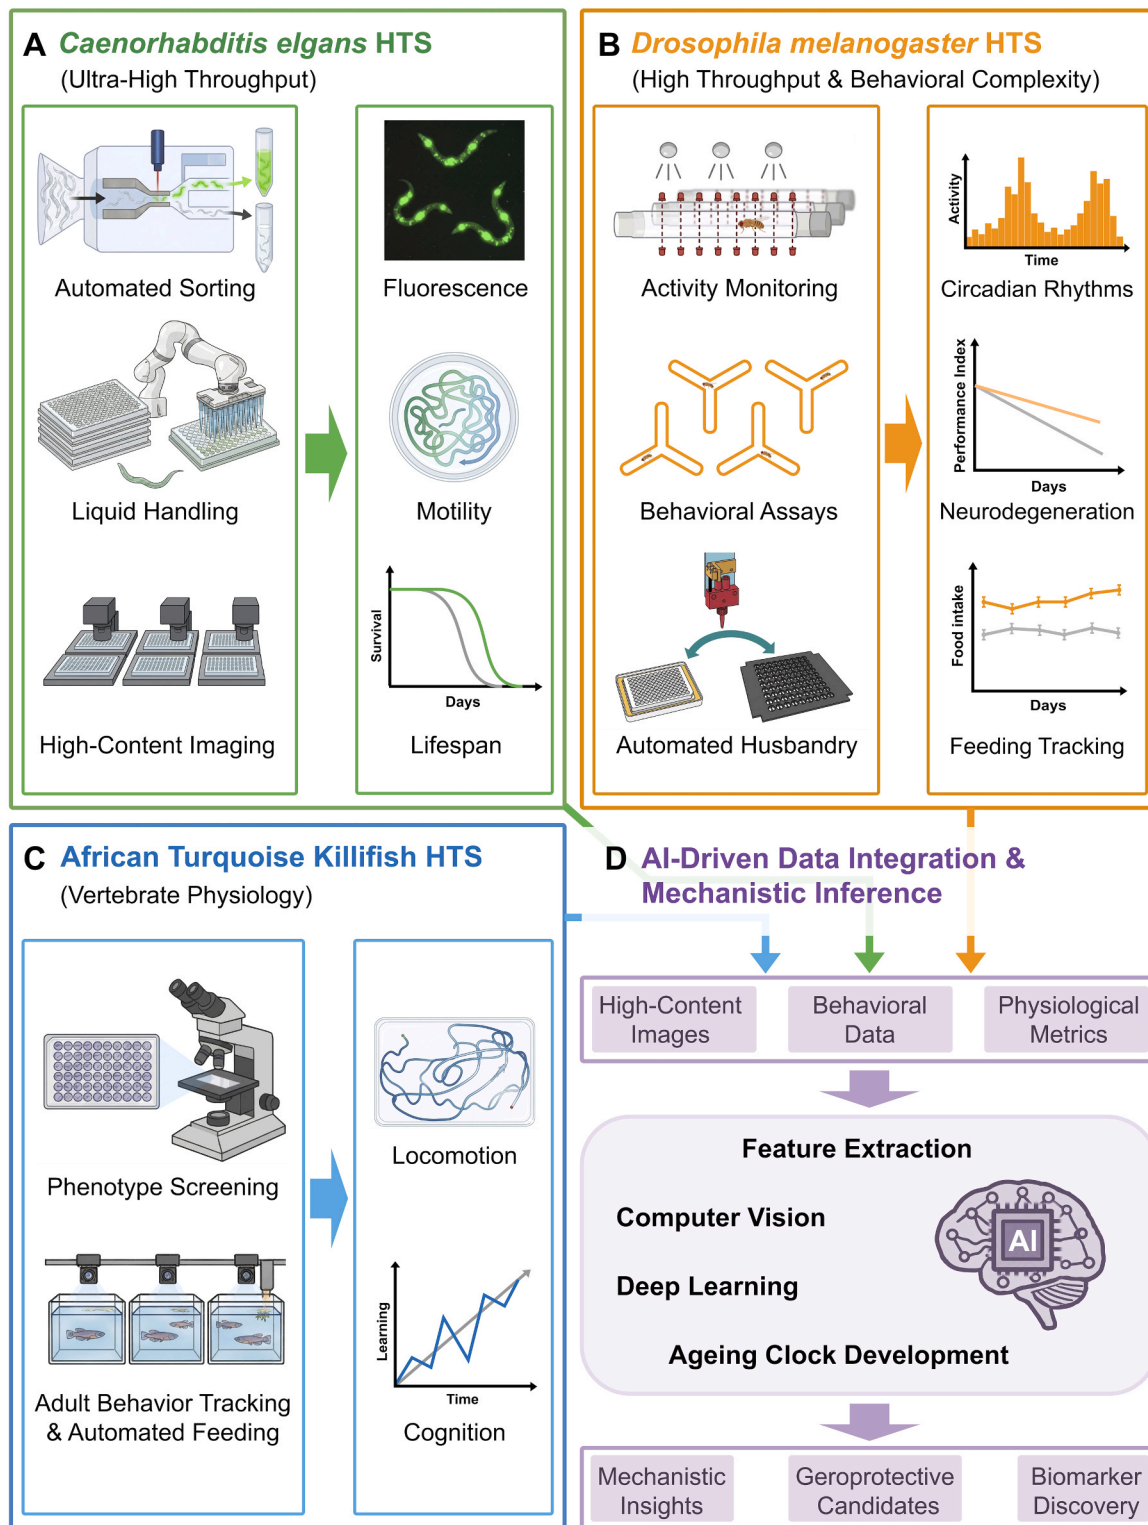 A Caenorhabditis elgans HTS
(Ultra-High Throughput)
Automated Sorting
Fluorescence
Liquid Handling
Motility
Survival
Days
High-Content Imaging
Lifespan
B Drosophila melanogaster HTS
(High Throughput & Behavioral Complexity)
Activity
Time
Activity Monitoring
Circadian Rhythms
Performance Index
Days
Behavioral Assays
Neurodegeneration
Food intake
Days
Automated Husbandry
Feeding Tracking
C African Turquoise Killifish HTS
(Vertebrate Physiology)
Phenotype Screening
Locomotion
Learning
Time
Adult Behavior Tracking
& Automated Feeding
Cognition
D AI-Driven Data Integration &
Mechanistic Inference
High-Content
Images
Behavioral
Data
Physiological
Metrics
Feature Extraction
Computer Vision
Deep Learning
AI
Ageing Clock Development
Mechanistic
Insights
Geroprotective
Candidates
Biomarker
Discovery